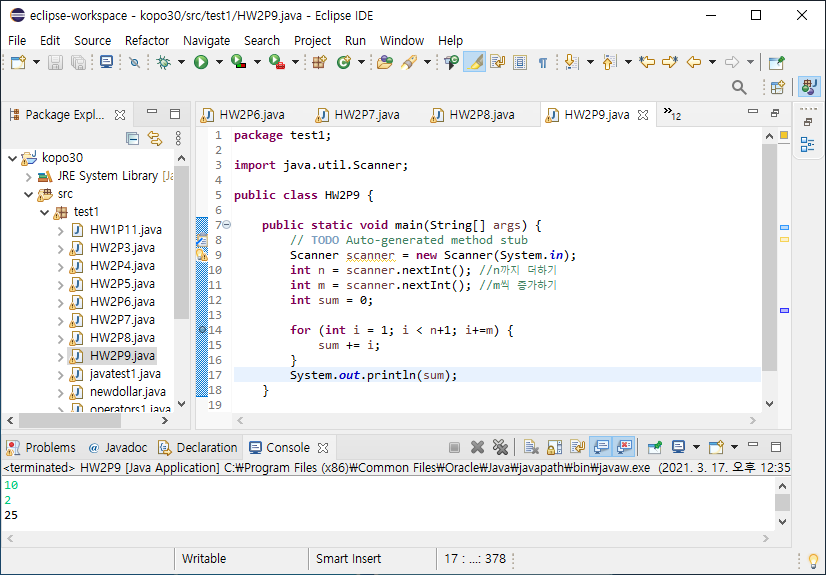 eclipse-workspace - kopo30/src/test1/HW2P9.java - Eclipse IDE
File Edit Source Refactor Navigate Search Project Run Window Help
Package Expl...
HW2P6.java HW2P7.java HW2P8.java HW2P9.java »12
kopo30
JRE System Library [Ja
src
test1
HW1P11.java
HW2P3.java
HW2P4.java
HW2P5.java
HW2P6.java
HW2P7.java
HW2P8.java
HW2P9.java
javatest1.java
newdollar.java
operators1.java
1 package test1;
2
3 import java.util.Scanner;
4
5 public class HW2P9 {
6
7 public static void main(String[] args) {
8 // TODO Auto-generated method stub
9 Scanner scanner = new Scanner(System.in);
10 int n = scanner.nextInt(); //n까지 더하기
11 int m = scanner.nextInt(); //m씩 증가하기
12 int sum = 0;
13
14 for (int i = 1; i < n+1; i+=m) {
15 sum += i;
16 }
17 System.out.println(sum);
18 }
19
Problems @ Javadoc Declaration Console
<terminated> HW2P9 [Java Application] C:₩Program Files (x86)₩Common Files₩Oracle₩Java₩javapath₩bin₩javaw.exe (2021. 3. 17. 오후 12:35
10
2
25
Writable Smart Insert 17 : ...: 378